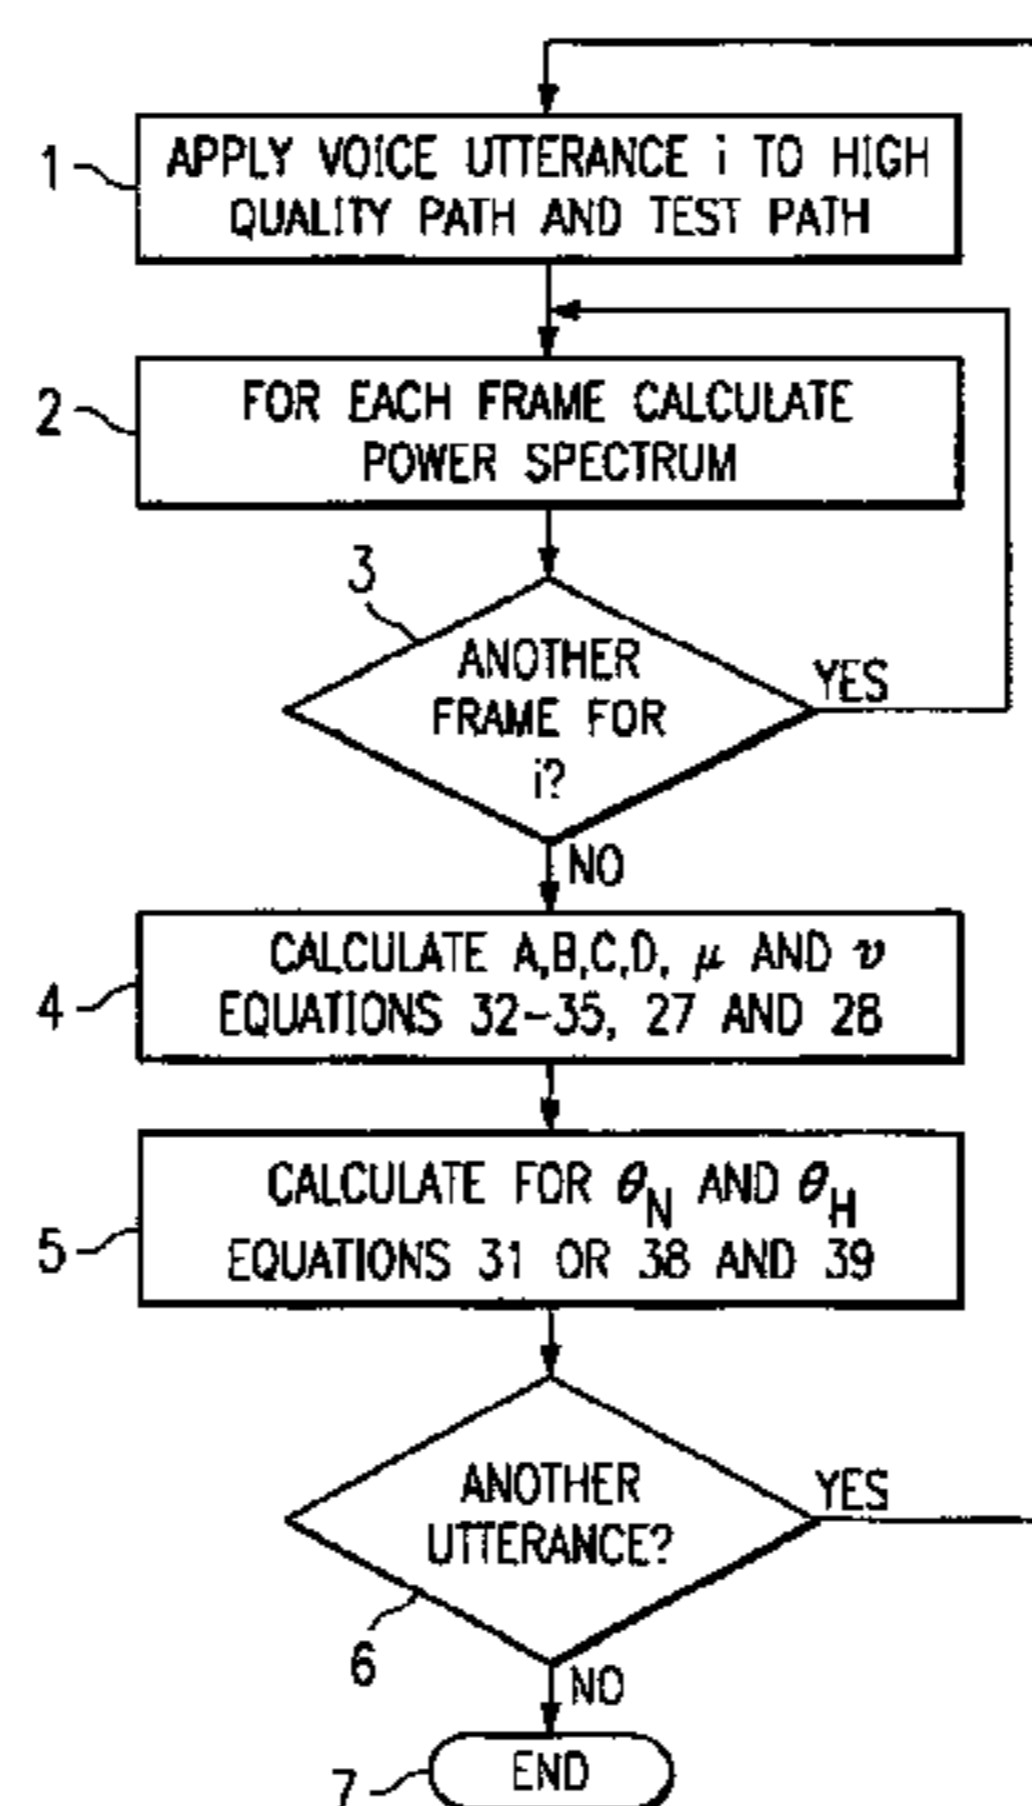 1
APPLY VOICE UTTERANCE i TO HIGH
QUALITY PATH AND TEST PATH
2
FOR EACH FRAME CALCULATE
POWER SPECTRUM
3
ANOTHER
FRAME FOR
i?
YES
NO
4
CALCULATE A,B,C,D, μ AND υ
EQUATIONS 32-35, 27 AND 28
5
CALCULATE FOR θN AND θH
EQUATIONS 31 OR 38 AND 39
ANOTHER
UTTERANCE?
YES
6
NO
7
END